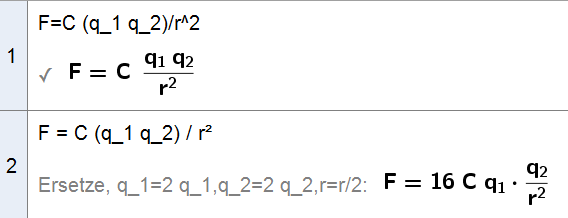 1
F=C (q_1 q_2)/r^2
✓ F = C q₁ q₂ / r²
2
F = C (q_1 q_2) / r²
Ersetze, q_1=2 q_1,q_2=2 q_2,r=r/2: F = 16 C q₁ · q₂ / r²